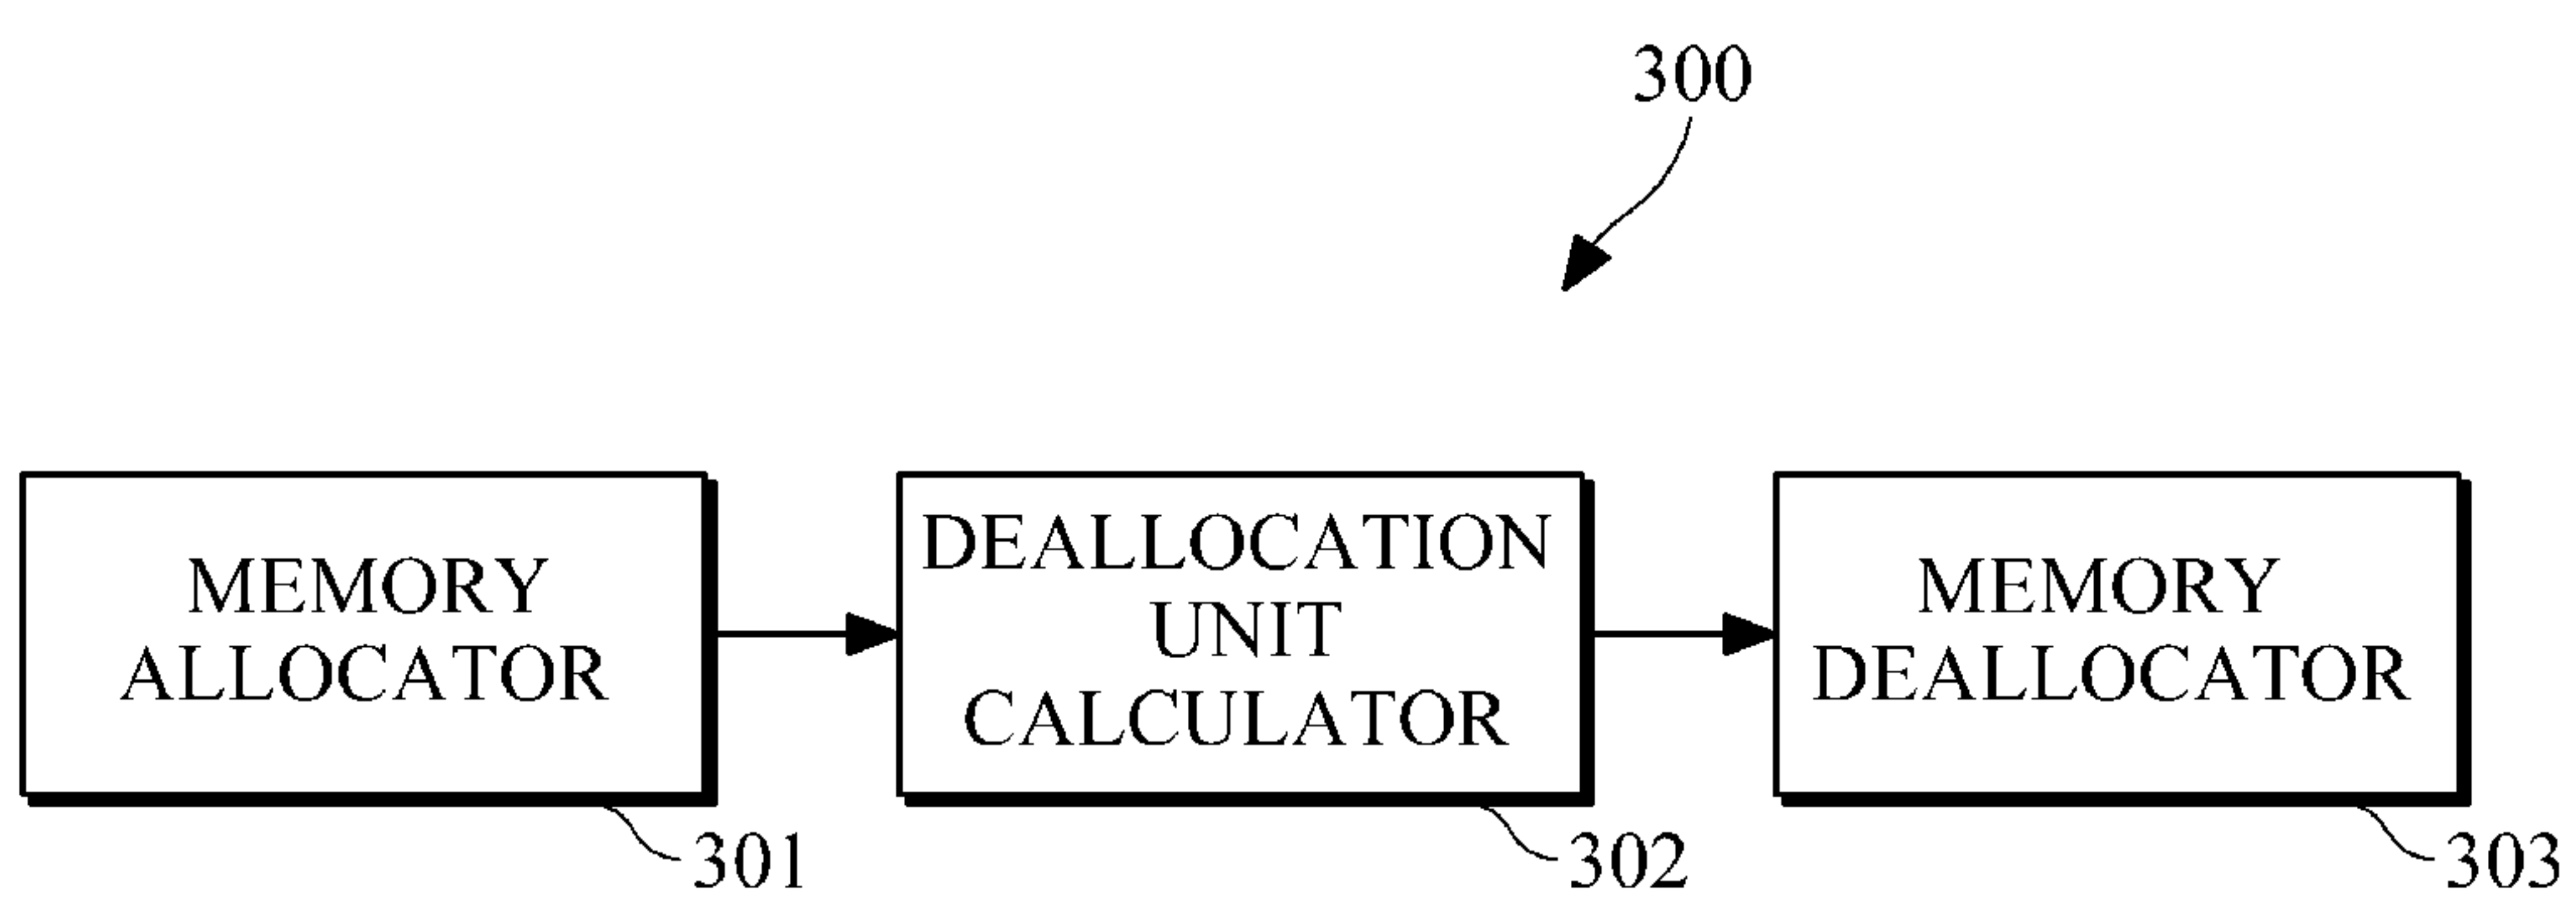 300
MEMORY
ALLOCATOR
301
DEALLOCATION
UNIT
CALCULATOR
302
MEMORY
DEALLOCATOR
303